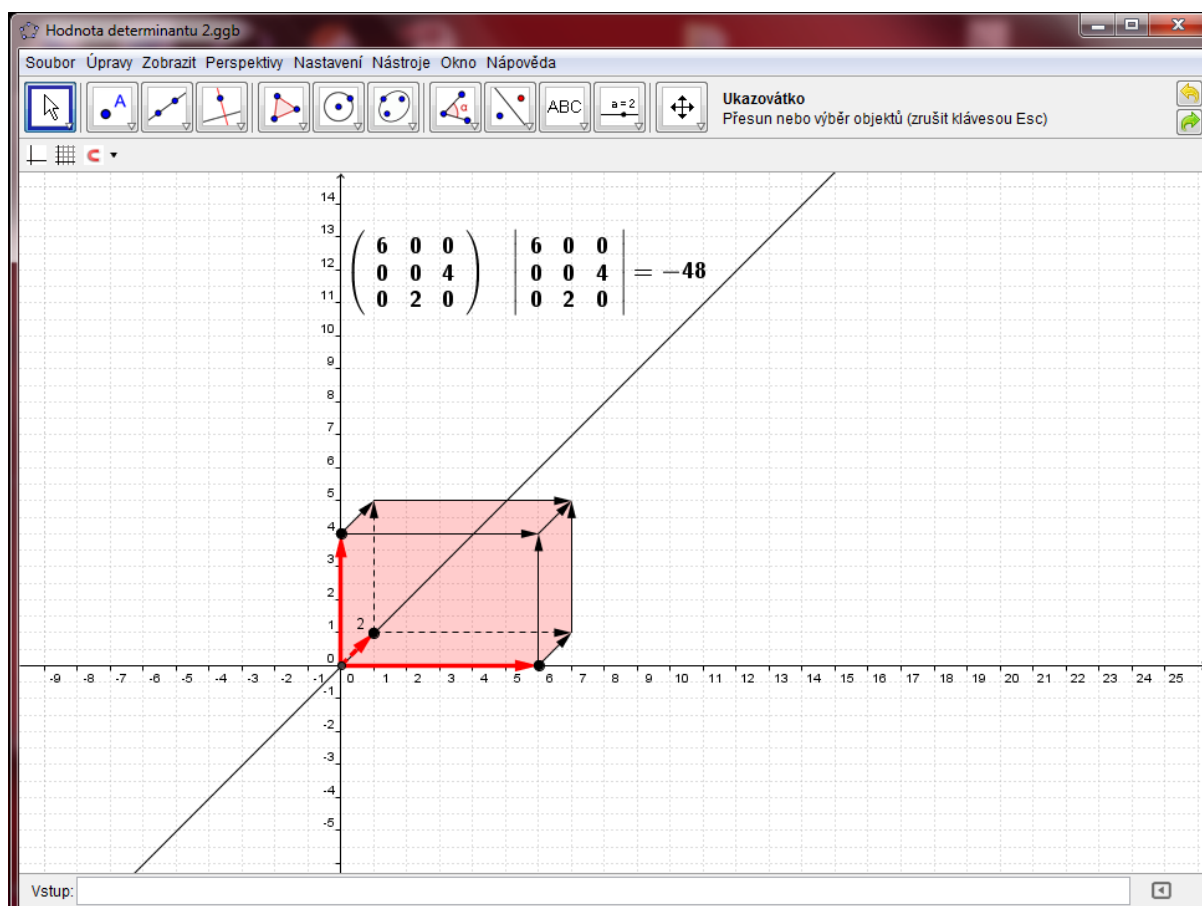 Hodnota determinantu 2.ggb
Soubor Úpravy Zobrazit Perspektivy Nastavení Nástroje Okno Nápověda
A ABC a = 2
α
Ukazovátko
Přesun nebo výběr objektů (zrušit klávesou Esc)
14
13
12
11
10
9
8
7
6
5
4
3
2
1
0
6 0 0 6 0 0
0 0 4 0 0 4 = −48
0 2 0 0 2 0
2
-9 -8 -7 -6 -5 -4 -3 -2 -1 0 1 2 3 4 5 6 7 8 9 10 11 12 13 14 15 16 17 18 19 20 21 22 23 24 25
-1
-2
-3
-4
-5
Vstup: